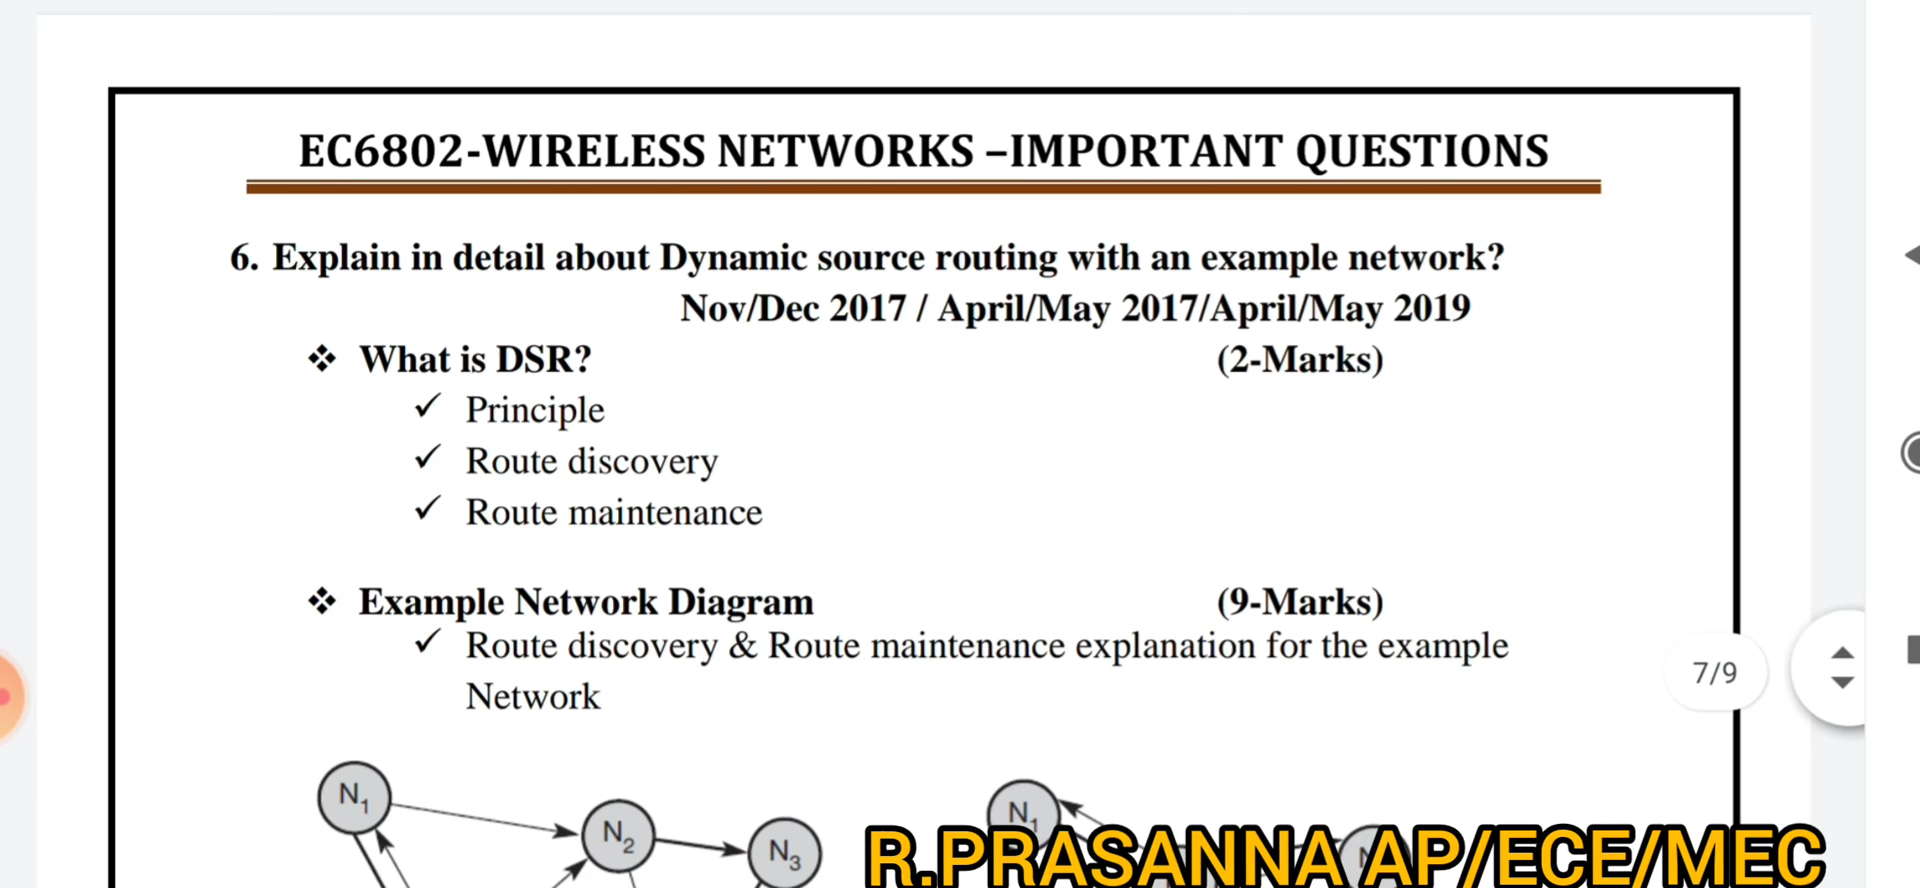 EC6802-WIRELESS NETWORKS –IMPORTANT QUESTIONS
6. Explain in detail about Dynamic source routing with an example network?
Nov/Dec 2017 / April/May 2017/April/May 2019
❖ What is DSR? (2-Marks)
✓ Principle
✓ Route discovery
✓ Route maintenance
❖ Example Network Diagram (9-Marks)
✓ Route discovery & Route maintenance explanation for the example
Network
7/9
N1
N2
N3
N1
R.PRASANNA AP/ECE/MEC